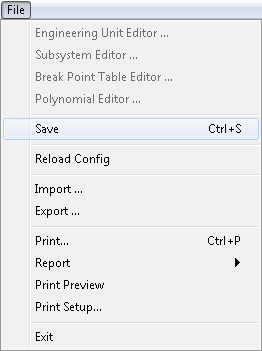 File
Engineering Unit Editor ...
Subsystem Editor ...
Break Point Table Editor ...
Polynomial Editor ...
Save Ctrl+S
Reload Config
Import ...
Export ...
Print... Ctrl+P
Report
Print Preview
Print Setup...
Exit